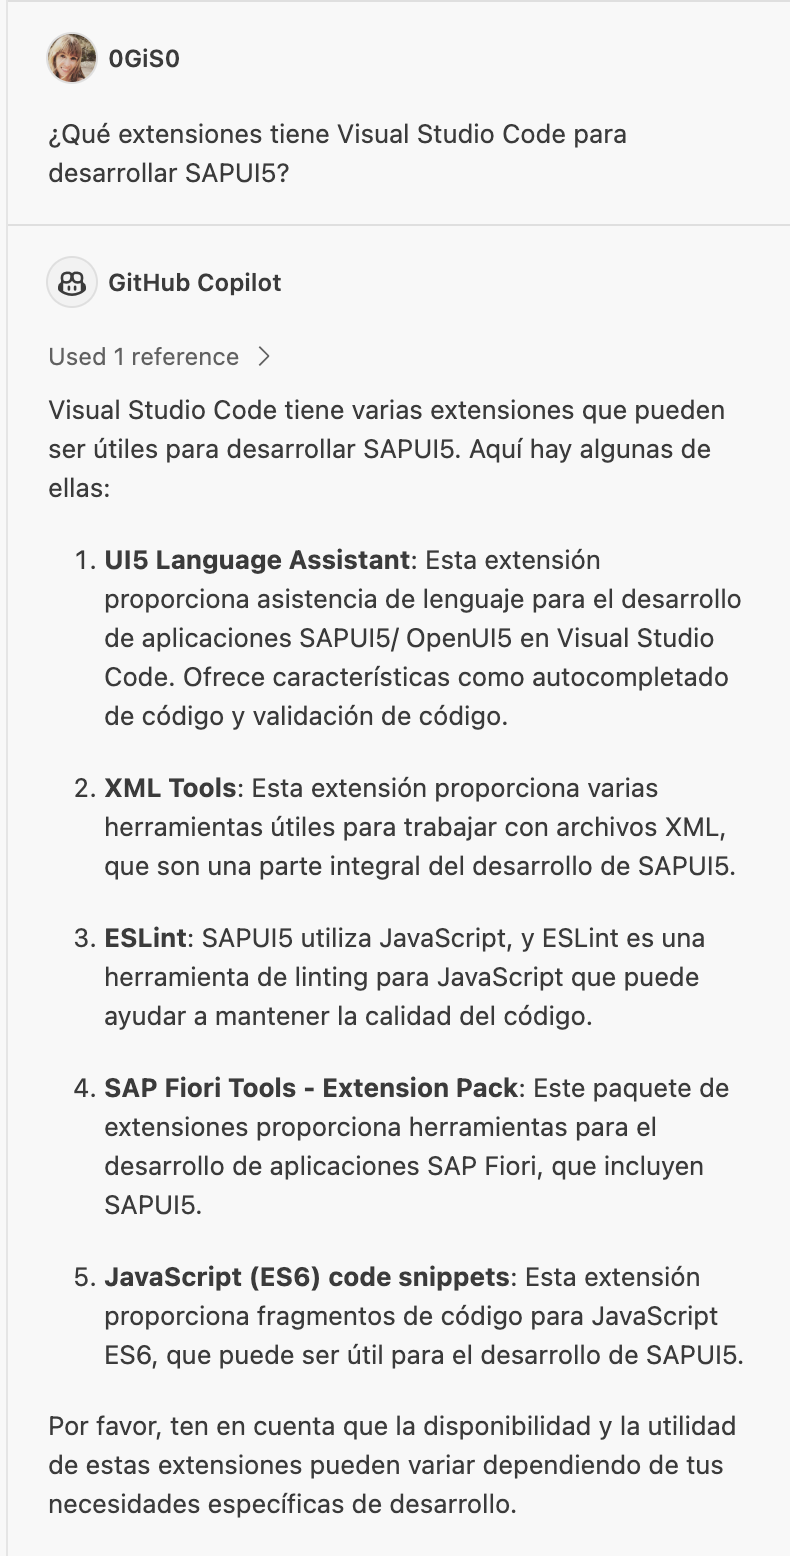 0GiS0
¿Qué extensiones tiene Visual Studio Code para
desarrollar SAPUI5?
GitHub Copilot
Used 1 reference
Visual Studio Code tiene varias extensiones que pueden
ser útiles para desarrollar SAPUI5. Aquí hay algunas de
ellas:
1. UI5 Language Assistant: Esta extensión
proporciona asistencia de lenguaje para el desarrollo
de aplicaciones SAPUI5/ OpenUI5 en Visual Studio
Code. Ofrece características como autocompletado
de código y validación de código.
2. XML Tools: Esta extensión proporciona varias
herramientas útiles para trabajar con archivos XML,
que son una parte integral del desarrollo de SAPUI5.
3. ESLint: SAPUI5 utiliza JavaScript, y ESLint es una
herramienta de linting para JavaScript que puede
ayudar a mantener la calidad del código.
4. SAP Fiori Tools - Extension Pack: Este paquete de
extensiones proporciona herramientas para el
desarrollo de aplicaciones SAP Fiori, que incluyen
SAPUI5.
5. JavaScript (ES6) code snippets: Esta extensión
proporciona fragmentos de código para JavaScript
ES6, que puede ser útil para el desarrollo de SAPUI5.
Por favor, ten en cuenta que la disponibilidad y la utilidad
de estas extensiones pueden variar dependiendo de tus
necesidades específicas de desarrollo.